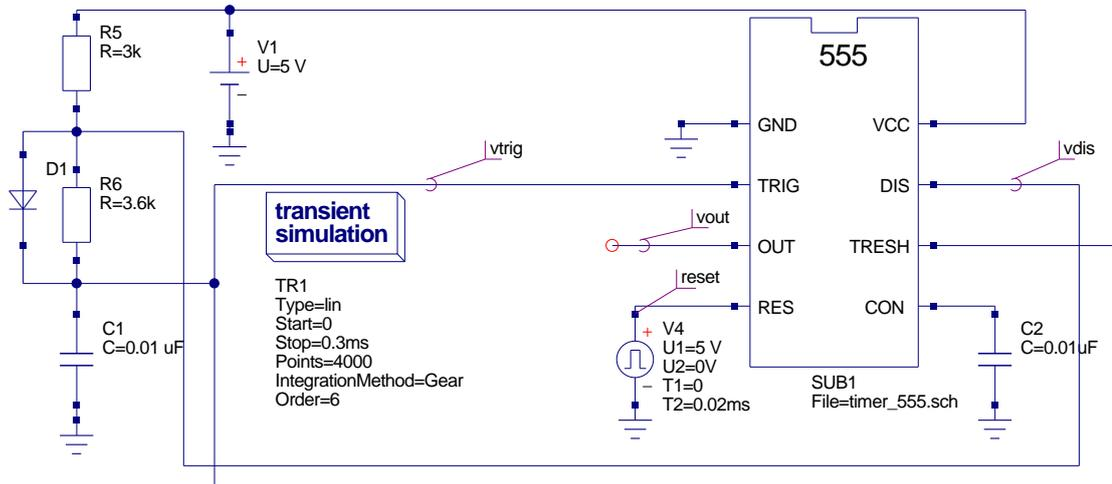 R5
R=3k
V1
U=5 V
+
–
555
GND
VCC
vtrig
vdis
D1
R6
R=3.6k
TRIG
DIS
transient
simulation
vout
OUT
TRESH
TR1
Type=lin
Start=0
Stop=0.3ms
Points=4000
IntegrationMethod=Gear
Order=6
reset
RES
CON
C1
C=0.01 uF
V4
U1=5 V
U2=0V
T1=0
T2=0.02ms
+
–
C2
C=0.01uF
SUB1
File=timer_555.sch